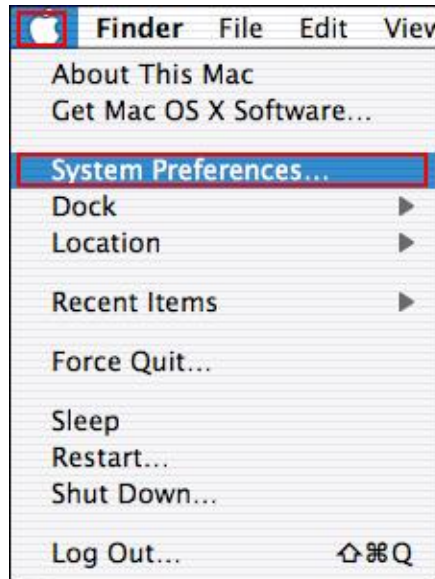 Finder File Edit View
About This Mac
Get Mac OS X Software...
System Preferences...
Dock
Location
Recent Items
Force Quit...
Sleep
Restart...
Shut Down...
Log Out... ⇧⌘Q